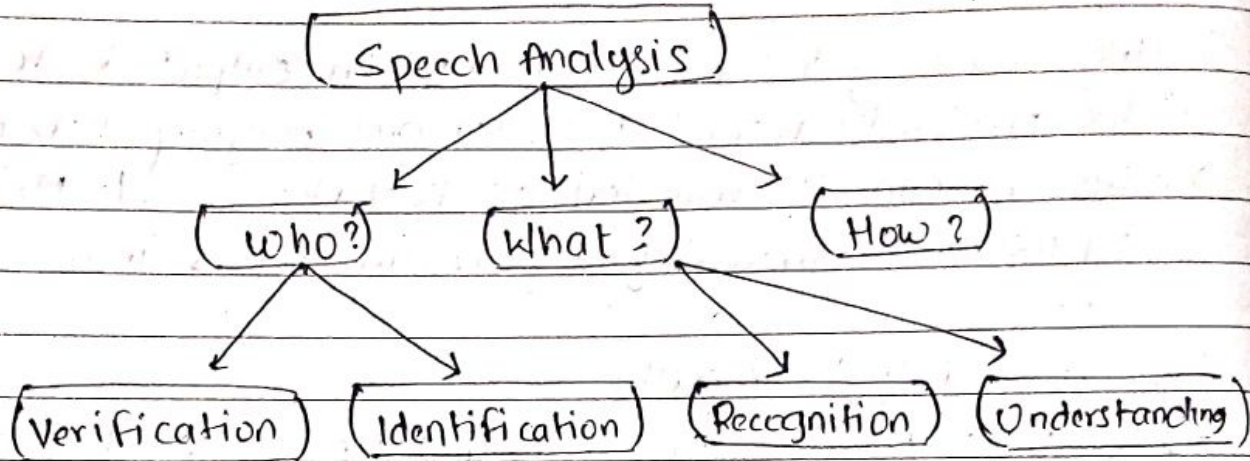 Speech Analysis
Who? What? How?
Verification Identification Recognition Understanding